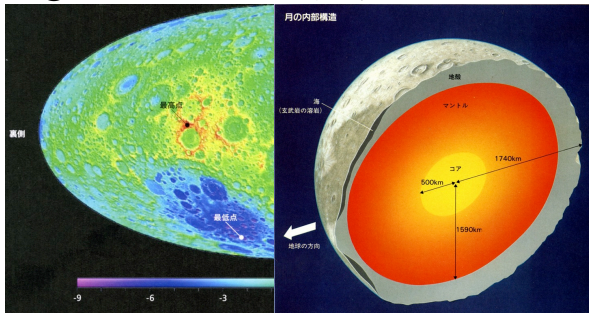 裏側
最高点
最低点
-9
-6
-3
月の内部構造
海
(玄武岩の溶岩)
地殻
マントル
コア
1740km
500km
1590km
地球の方向